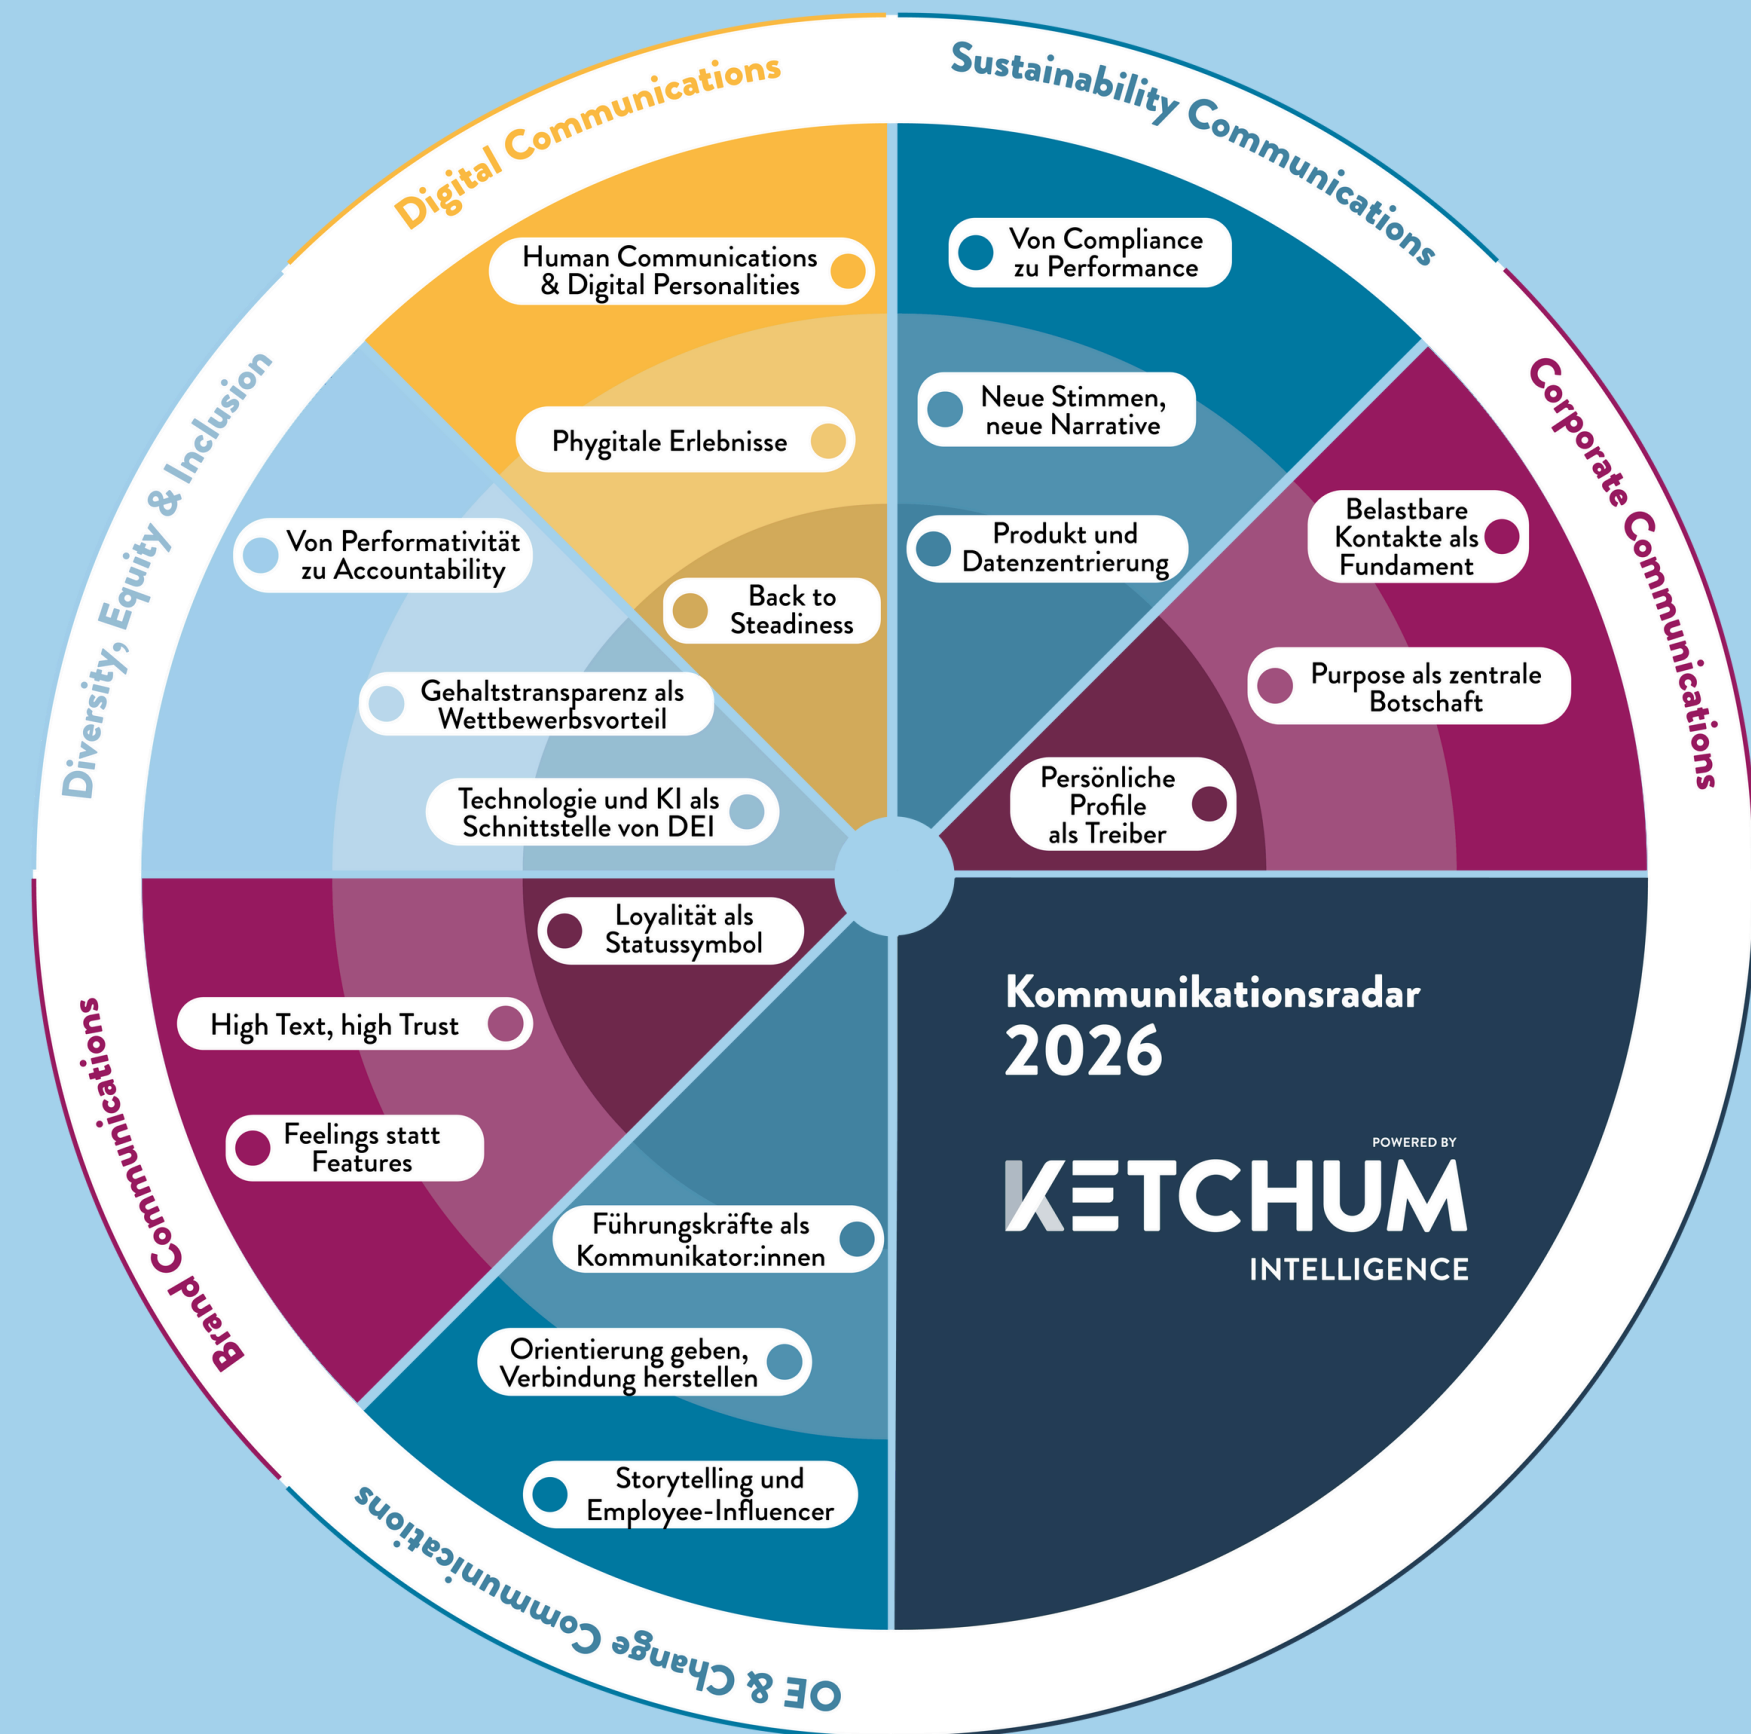 Digital Communications
Human Communications
& Digital Personalities
Phygitale Erlebnisse
Back to
Steadiness
Sustainability Communications
Von Compliance
zu Performance
Neue Stimmen,
neue Narrative
Produkt und
Datenzentrierung
Corporate Communications
Belastbare
Kontakte als
Fundament
Purpose als zentrale
Botschaft
Persönliche
Profile
als Treiber
Diversity, Equity & Inclusion
Von Performativität
zu Accountability
Gehaltstransparenz als
Wettbewerbsvorteil
Technologie und KI als
Schnittstelle von DEI
Brand Communications
Loyalität als
Statussymbol
High Text, high Trust
Feelings statt
Features
OE & Change Communications
Führungskräfte als
Kommunikator:innen
Orientierung geben,
Verbindung herstellen
Storytelling und
Employee-Influencer
Kommunikationsradar
2026
POWERED BY
KETCHUM
INTELLIGENCE